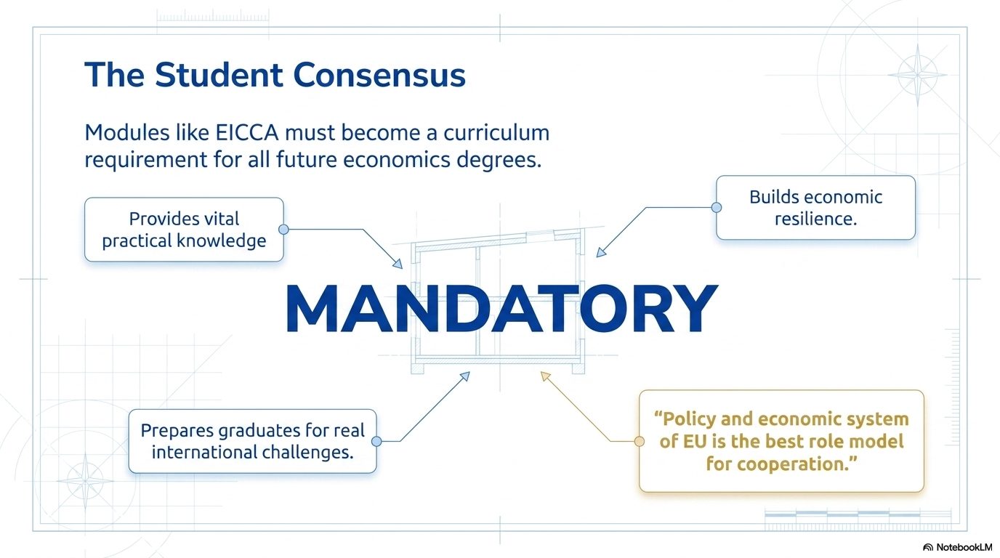 The Student Consensus
Modules like EICCA must become a curriculum
requirement for all future economics degrees.
Provides vital
practical knowledge
Builds economic
resilience.
MANDATORY
Prepares graduates for real
international challenges.
“Policy and economic system
of EU is the best role model
for cooperation.”
NotebookLM